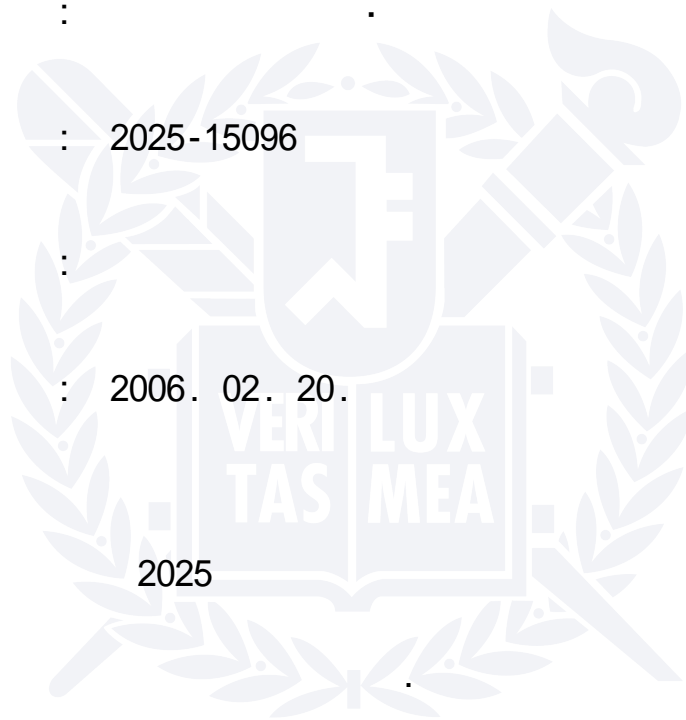 : .
: 2025-15096
:
: 2006. 02. 20.
VERI LUX
TAS MEA
2025
.